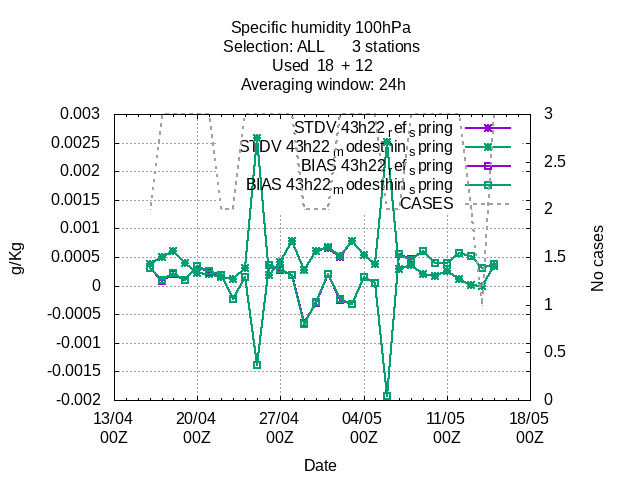 Specific humidity 100hPa
Selection: ALL 3 stations
Used 18 + 12
Averaging window: 24h
g/Kg
0.003
0.0025
0.002
0.0015
0.001
0.0005
0
-0.0005
-0.001
-0.0015
-0.002
STDV 43h22_ref_spring
STDV 43h22_modesthin_spring
BIAS 43h22_ref_spring
BIAS 43h22_modesthin_spring
CASES
3
2.5
2
1.5
1
0.5
0
No cases
13/04 20/04 27/04 04/05 11/05 18/05
00Z 00Z 00Z 00Z 00Z 00Z
Date